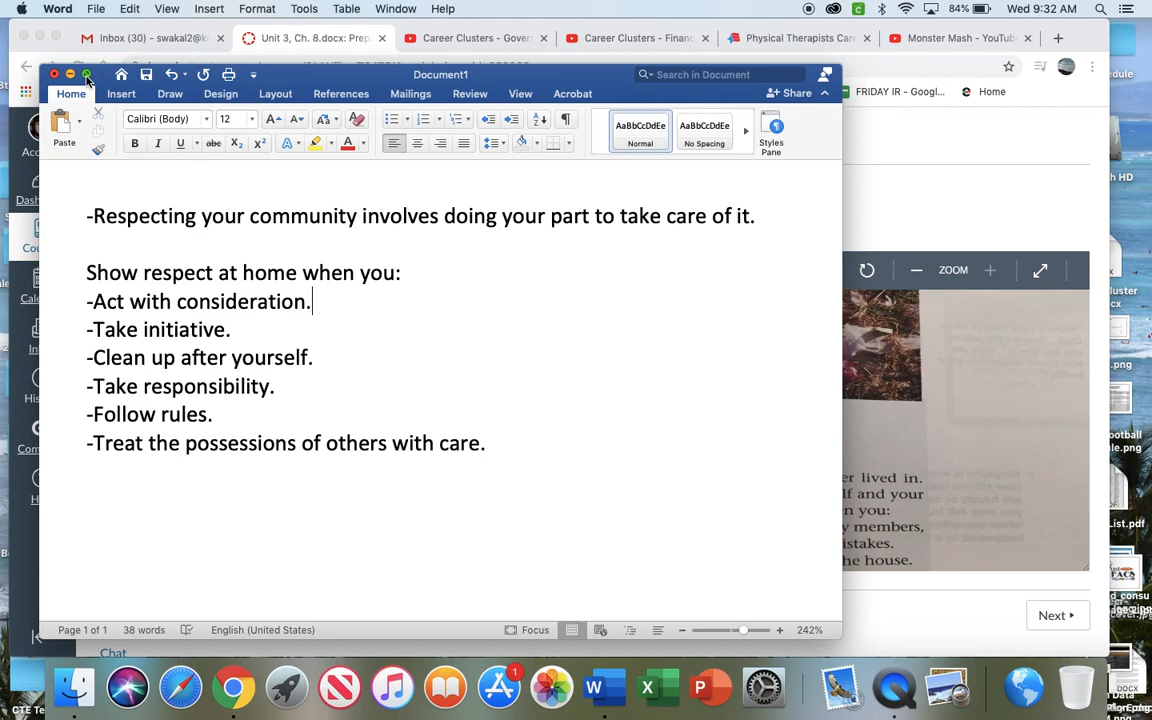 Word File Edit View Insert Format Tools Table Window Help 84% Wed 9:32 AM
Inbox (30) - swakal2@k Unit 3, Ch. 8.docx: Prep Career Clusters - Gover Career Clusters - Financ Physical Therapists Care Monster Mash - YouTube
Document1 Search in Document
FRIDAY IR - Googl... Home
Home Insert Draw Design Layout References Mailings Review View Acrobat Share
Paste Calibri (Body) 12 AaBbCcDdEe AaBbCcDdEe
Normal No Spacing Styles Pane
-Respecting your community involves doing your part to take care of it.
Show respect at home when you:
-Act with consideration.
-Take initiative.
-Clean up after yourself.
-Take responsibility.
-Follow rules.
-Treat the possessions of others with care.
ZOOM
er lived in.
lf and your
n you:
y members,
istakes.
he house.
Next
Page 1 of 1 38 words English (United States) Focus 242%
Chat